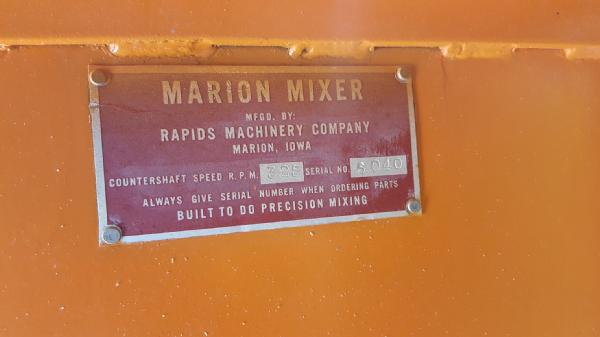 MARION MIXER
MFGD. BY:
RAPIDS MACHINERY COMPANY
MARION, IOWA
COUNTERSHAFT SPEED R.P.M. SERIAL NO.
ALWAYS GIVE SERIAL NUMBER WHEN ORDERING PARTS
BUILT TO DO PRECISION MIXING